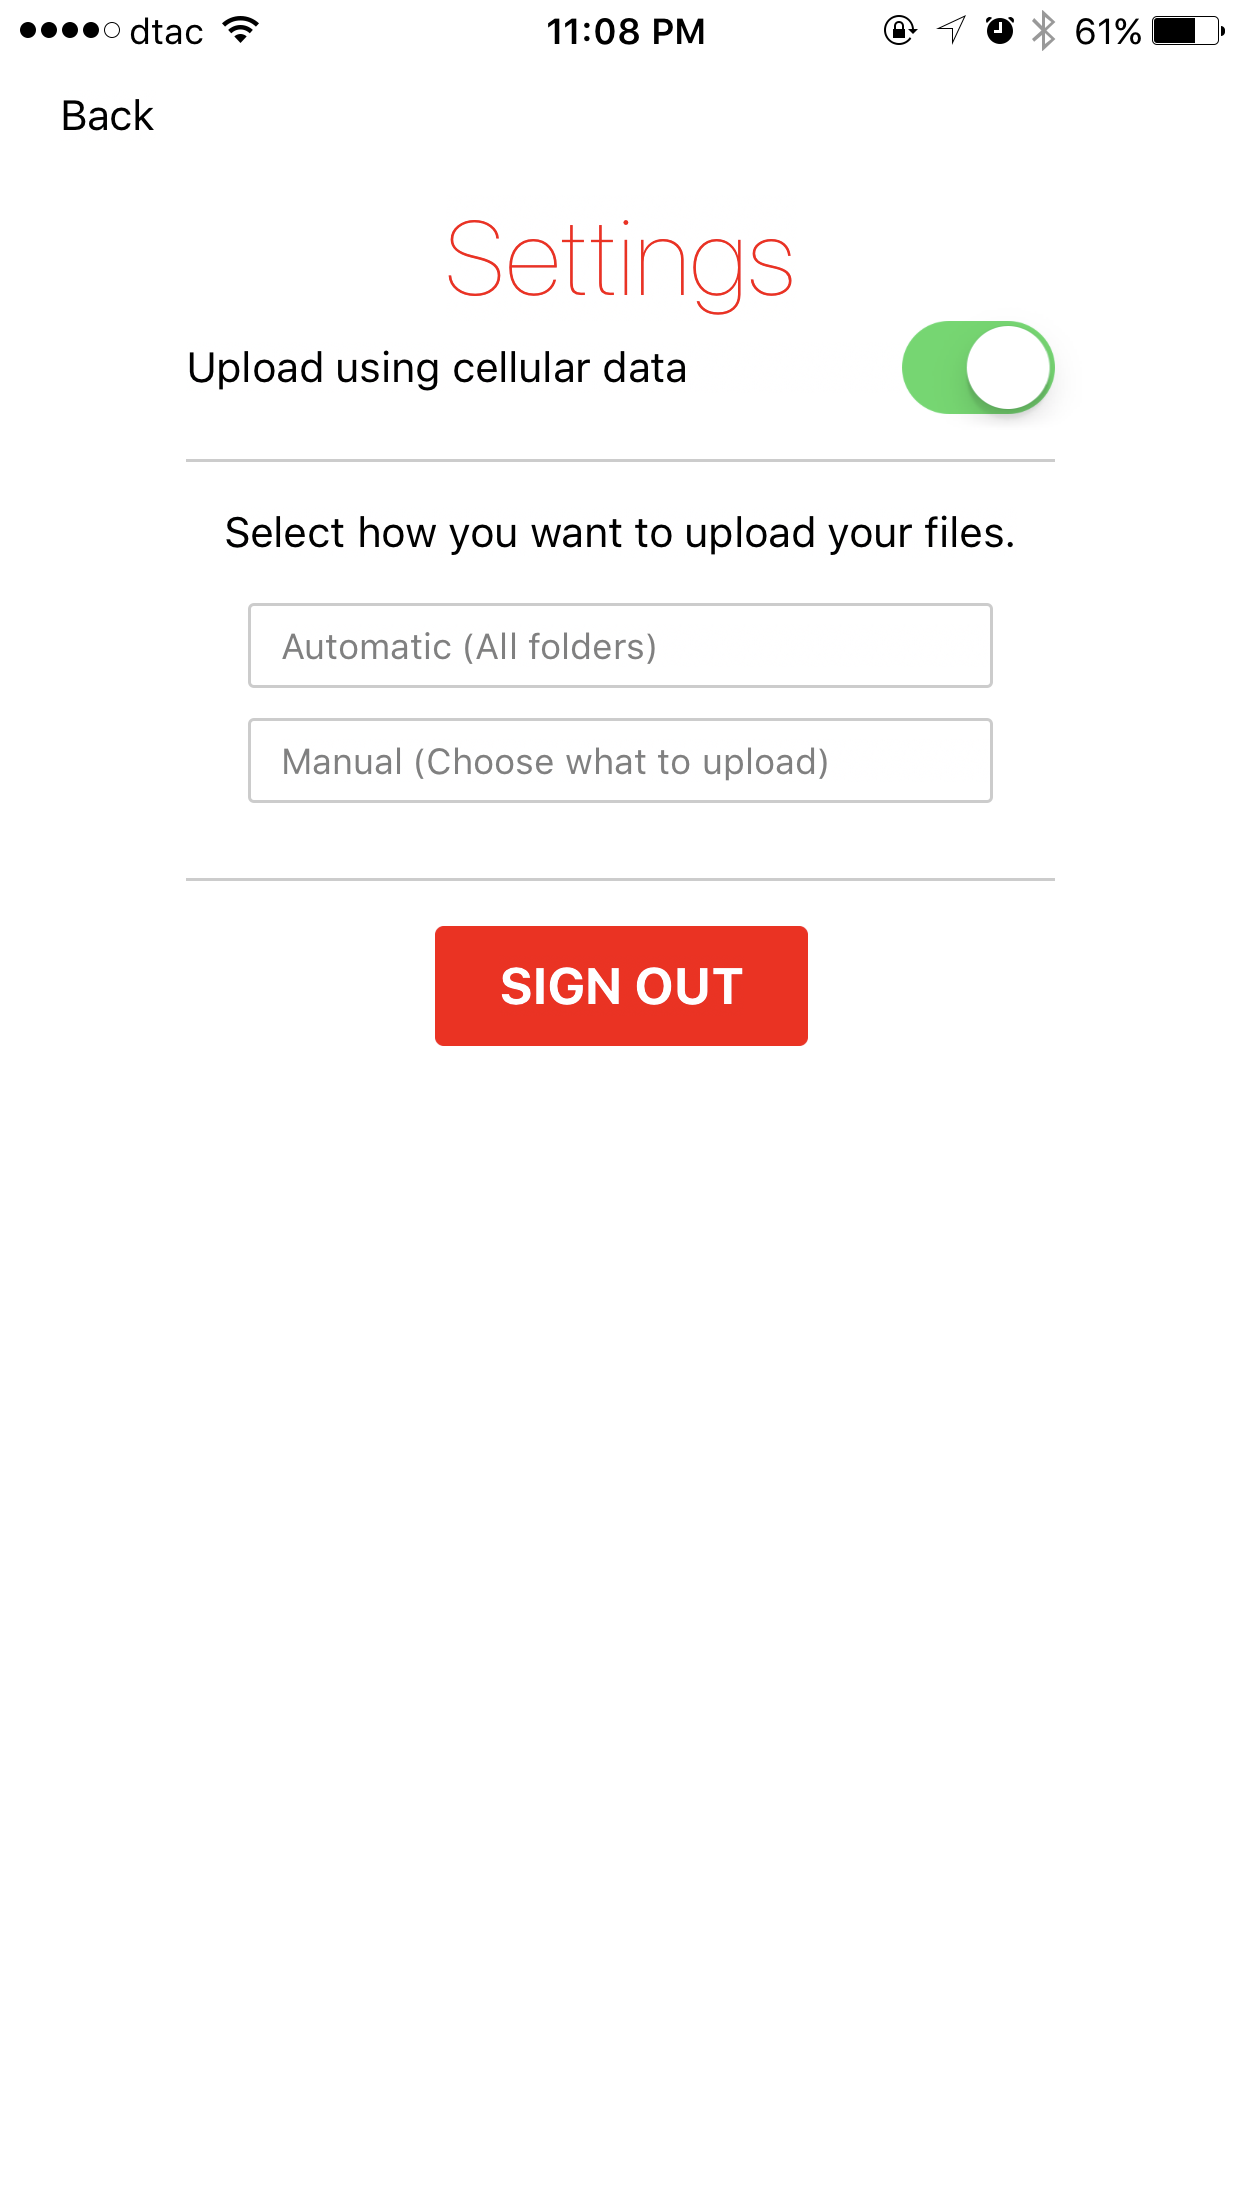 dtac 11:08 PM 61%
Back
Settings
Upload using cellular data
Select how you want to upload your files.
Automatic (All folders)
Manual (Choose what to upload)
SIGN OUT